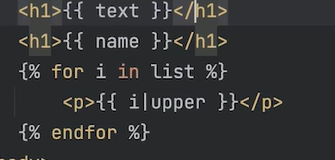 <h1>{{ text }}</h1>
<h1>{{ name }}</h1>
{% for i in list %}
<p>{{ i|upper }}</p>
{% endfor %}